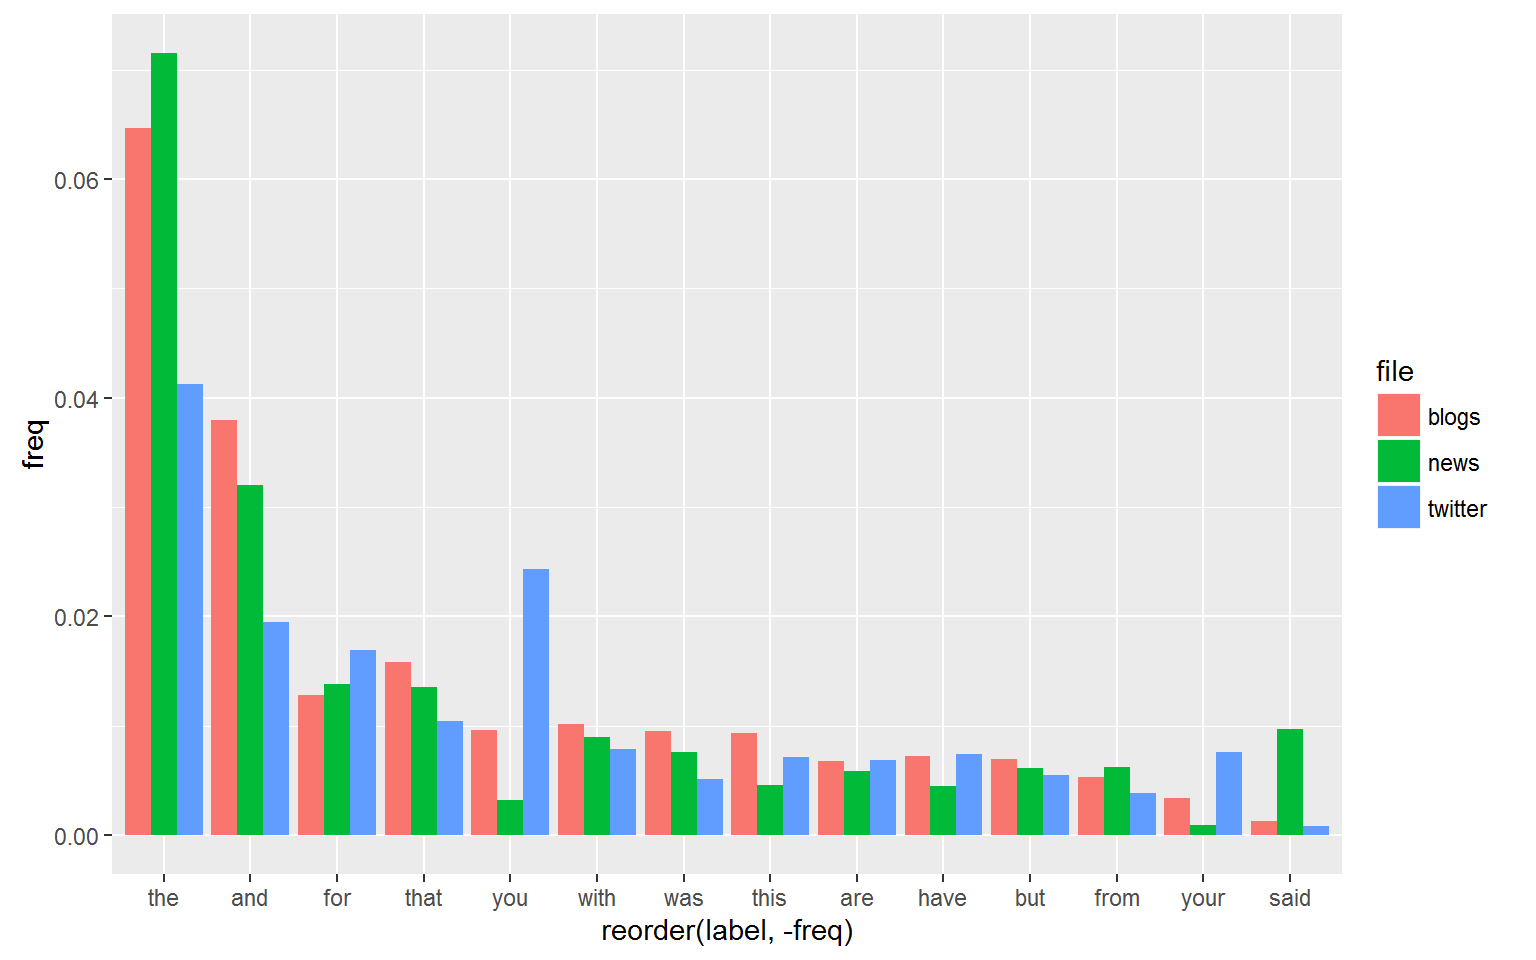 0.06
0.04
0.02
0.00
freq
the and for that you with was this are have but from your said
reorder(label, -freq)
file
blogs
news
twitter